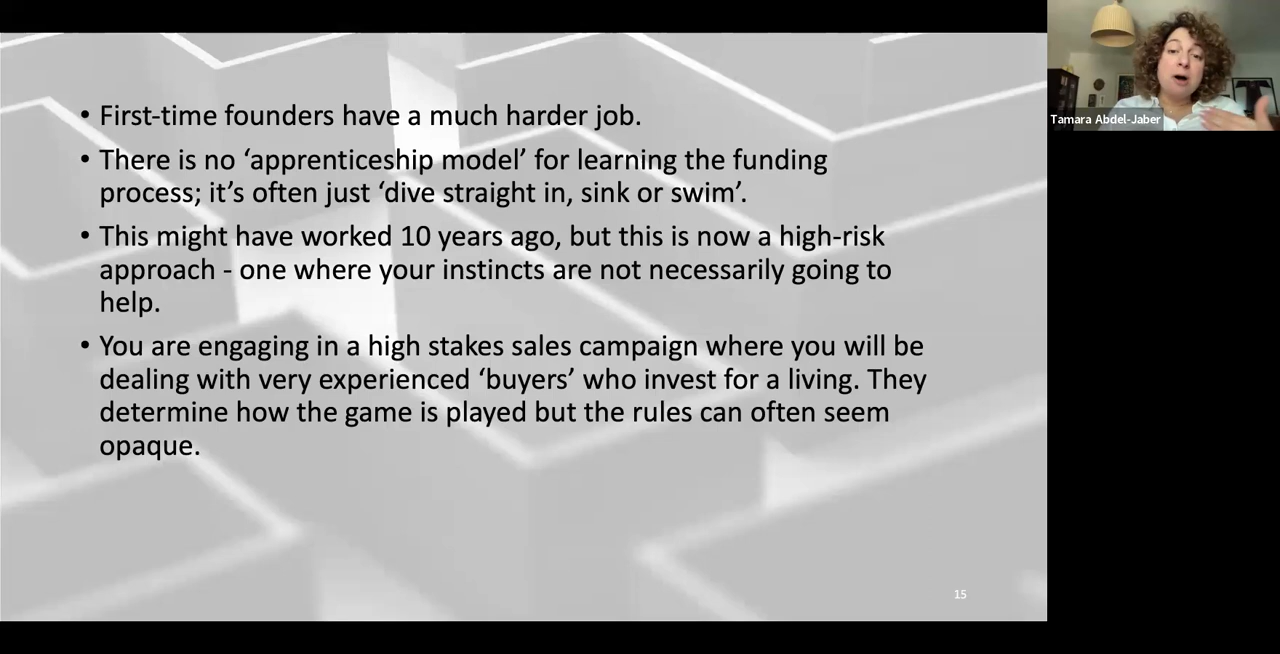 • First-time founders have a much harder job.
• There is no ‘apprenticeship model’ for learning the funding
process; it’s often just ‘dive straight in, sink or swim’.
• This might have worked 10 years ago, but this is now a high-risk
approach - one where your instincts are not necessarily going to
help.
• You are engaging in a high stakes sales campaign where you will be
dealing with very experienced ‘buyers’ who invest for a living. They
determine how the game is played but the rules can often seem
opaque.
15
Tamara Abdel-Jaber